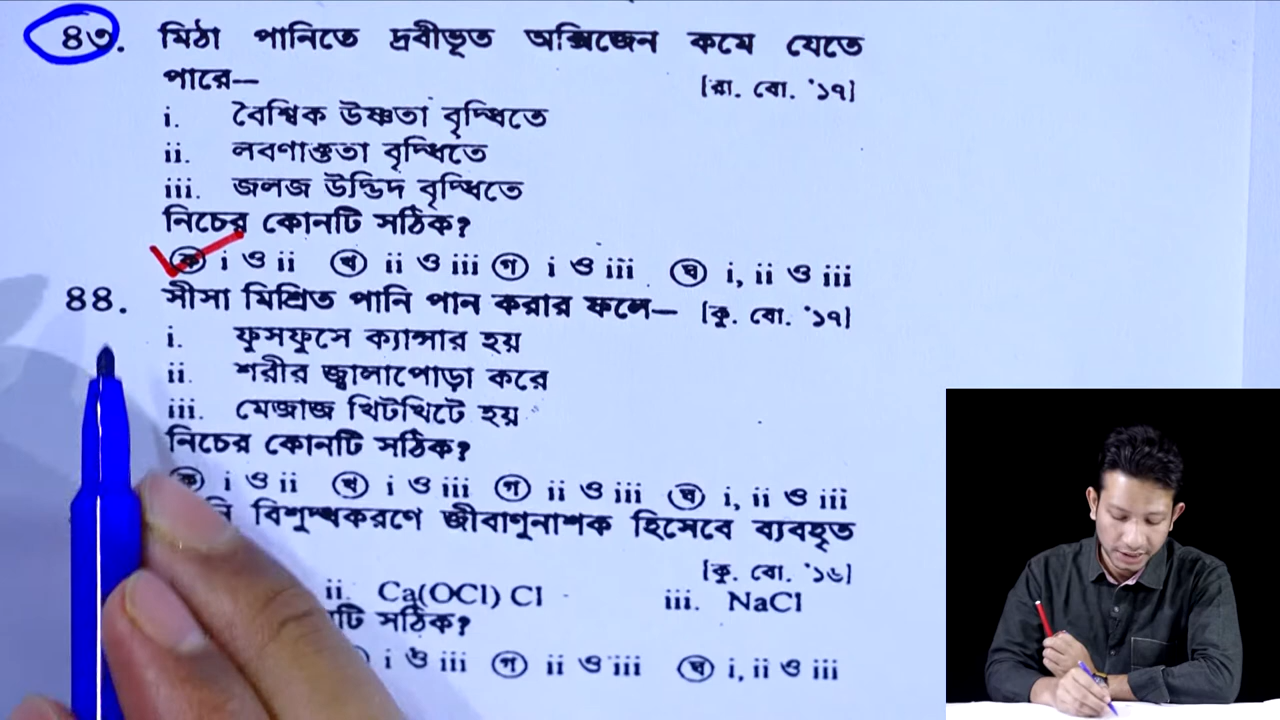 ৪৩. মিঠা পানিতে দ্রবীভূত অক্সিজেন কমে যেতে
পারে— [রা. বো. '১৭]
i. বৈশ্বিক উষ্ণতা বৃদ্ধিতে
ii. লবণাক্ততা বৃদ্ধিতে
iii. জলজ উদ্ভিদ বৃদ্ধিতে
নিচের কোনটি সঠিক?
ক i ও ii খ ii ও iii গ i ও iii ঘ i, ii ও iii
৪৪. সীসা মিশ্রিত পানি পান করার ফলে— [কু. বো. '১৭]
i. ফুসফুসে ক্যান্সার হয়
ii. শরীর জ্বালাপোড়া করে
iii. মেজাজ খিটখিটে হয়
নিচের কোনটি সঠিক?
ক i ও ii খ i ও iii গ ii ও iii ঘ i, ii ও iii
বিশুদ্ধকরণে জীবাণুনাশক হিসেবে ব্যবহৃত
[কু. বো. '১৬]
ii. Ca(OCl) Cl iii. NaCl
সঠিক?
i ও iii গ ii ও iii ঘ i, ii ও iii